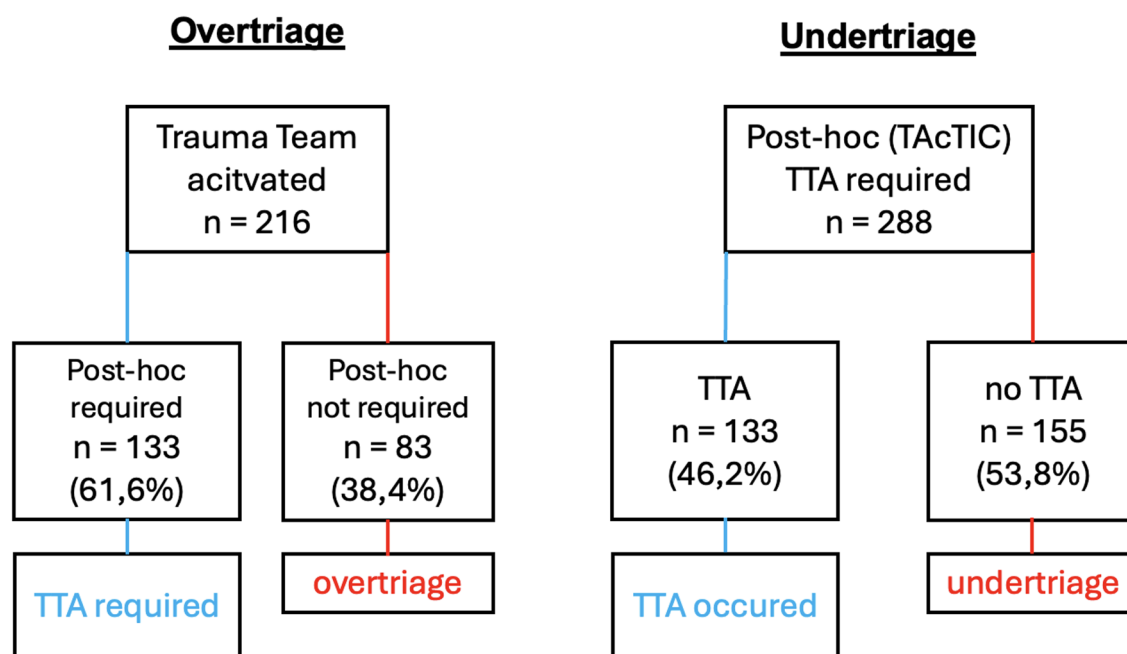 Overtriage
Trauma Team
acitvated
n = 216
Post-hoc
required
n = 133
(61,6%)
Post-hoc
not required
n = 83
(38,4%)
TTA required
overtriage
Undertriage
Post-hoc (TAcTIC)
TTA required
n = 288
TTA
n = 133
(46,2%)
no TTA
n = 155
(53,8%)
TTA occured
undertriage